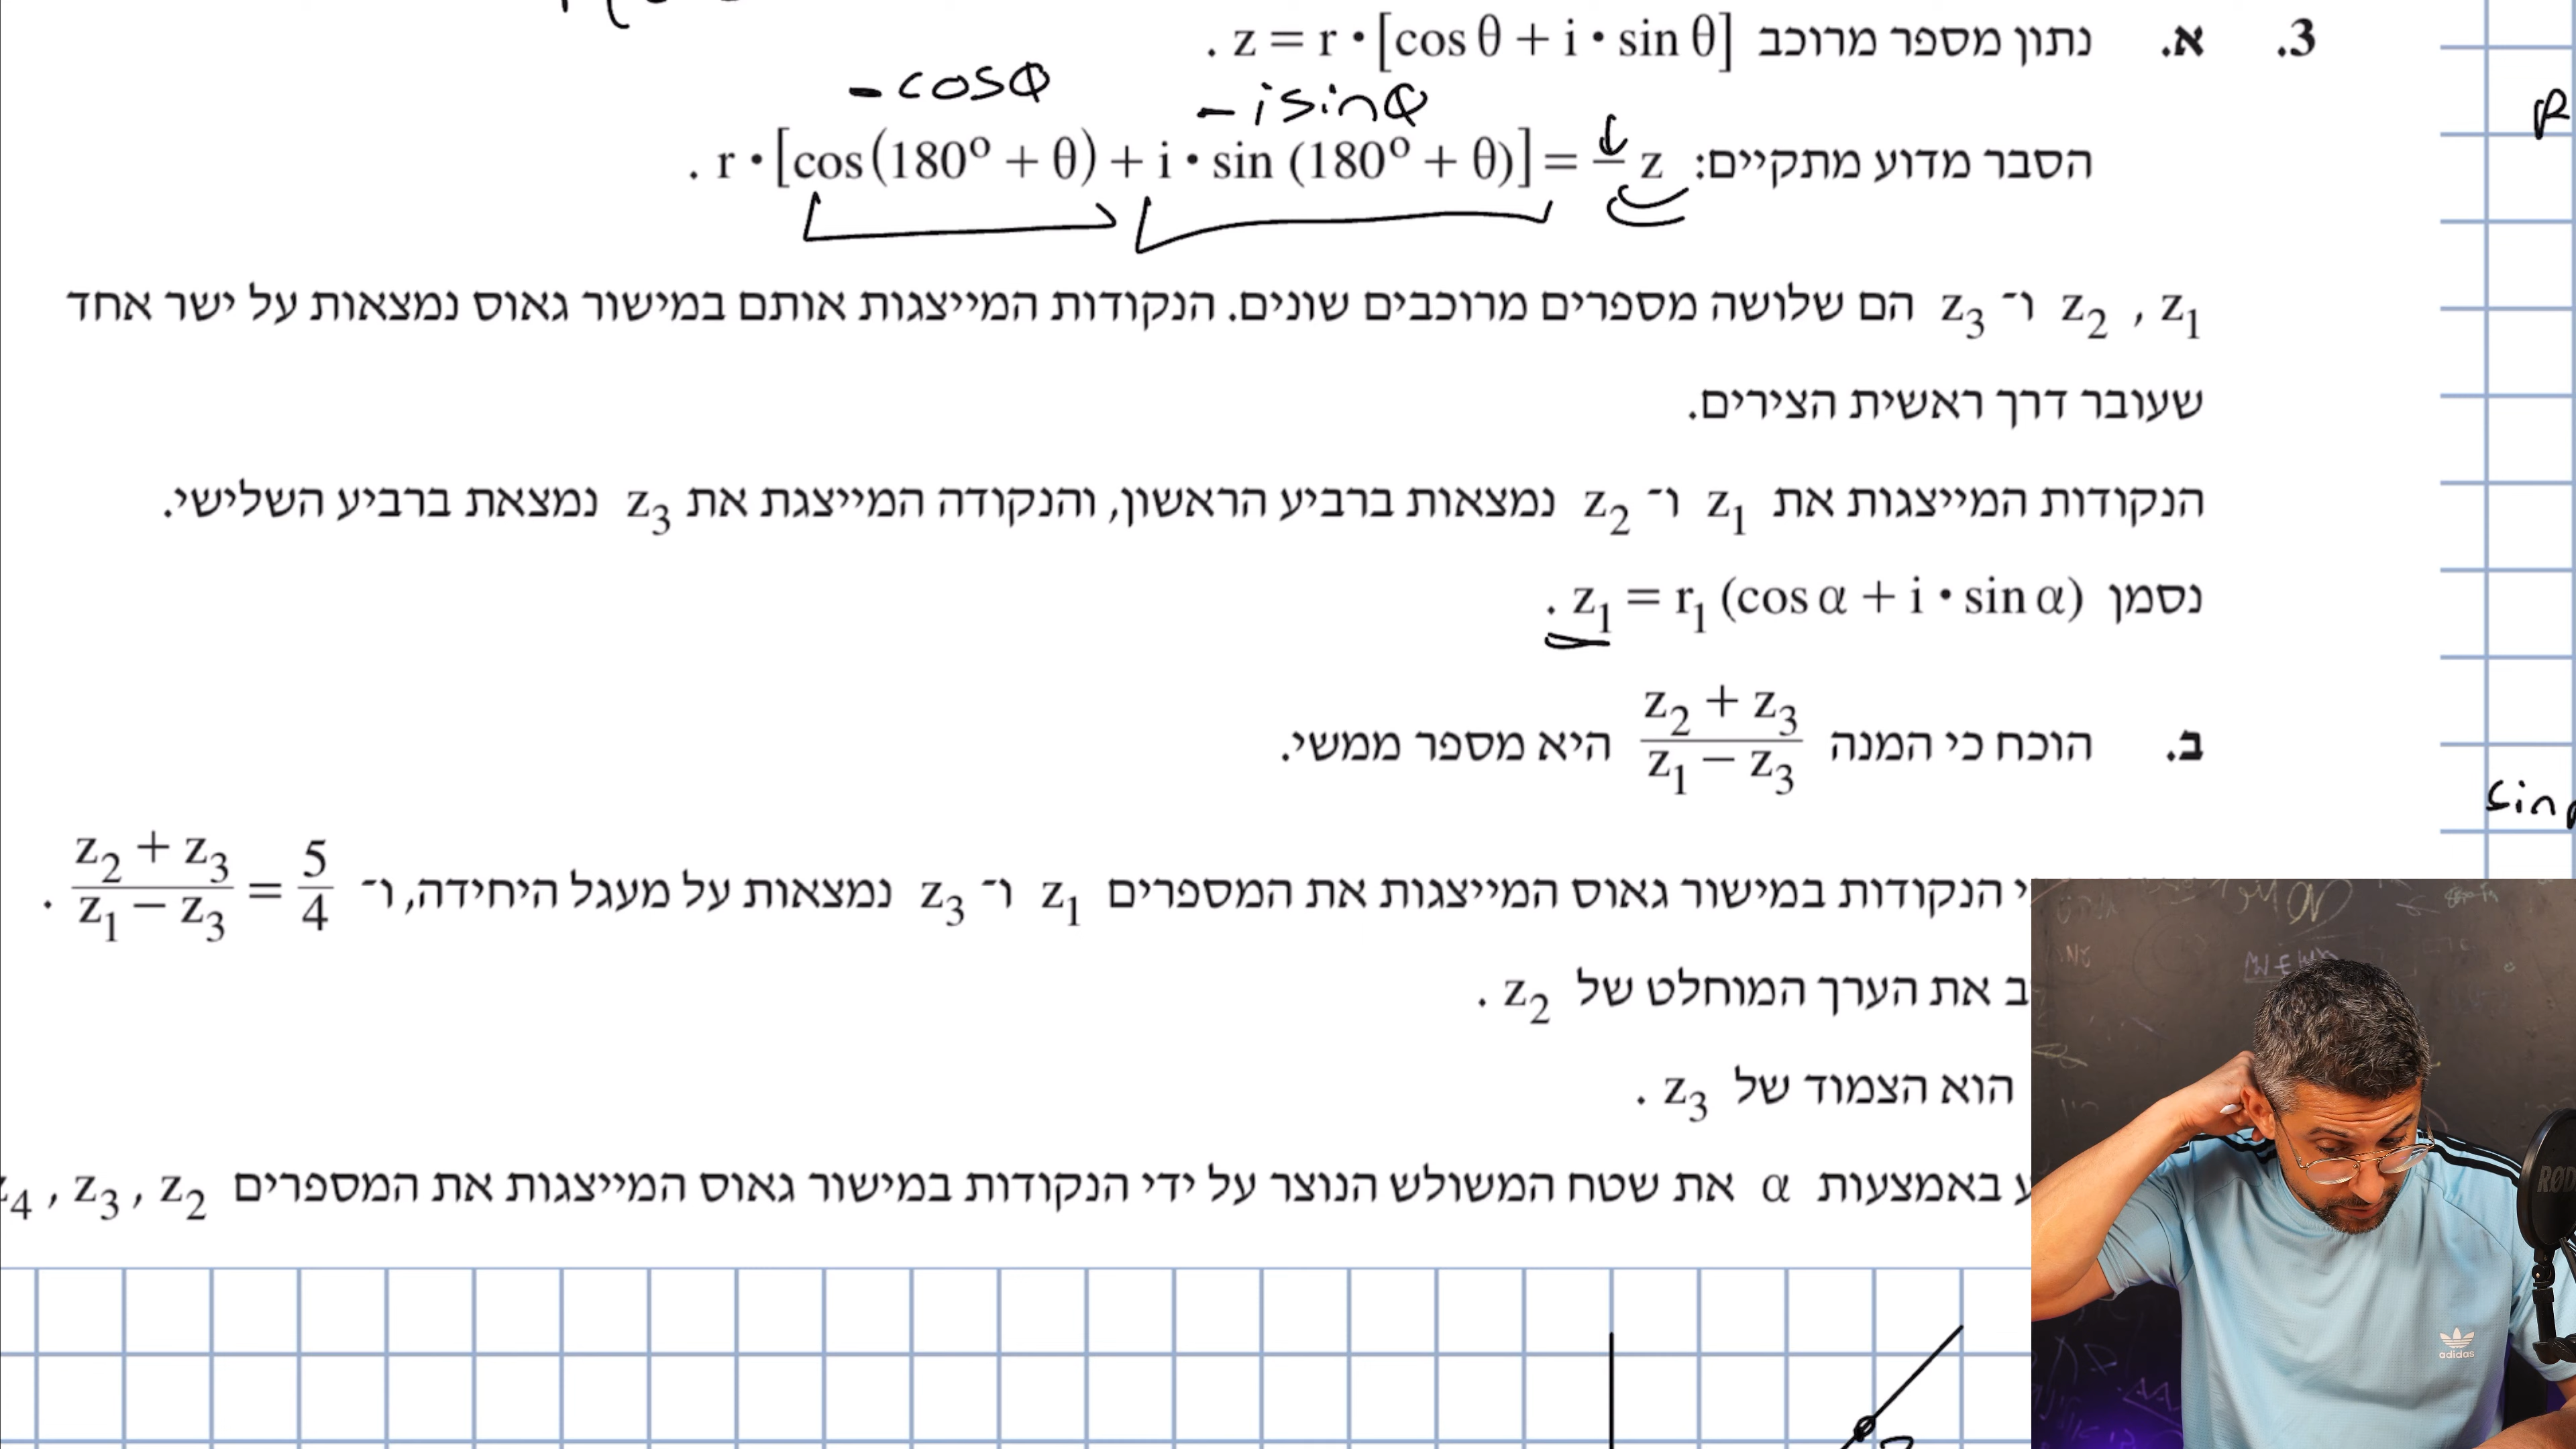 3. א. נתון מספר מרוכב z = r • [cos θ + i • sin θ] .
-cosθ -isinθ
הסבר מדוע מתקיים: r • [cos(180° + θ) + i • sin (180° + θ)] = -z .
z1 , z2 ו־ z3 הם שלושה מספרים מרוכבים שונים. הנקודות המייצגות אותם במישור גאוס נמצאות על ישר אחד
שעובר דרך ראשית הצירים.
הנקודות המייצגות את z1 ו־ z2 נמצאות ברביע הראשון, והנקודה המייצגת את z3 נמצאת ברביע השלישי.
נסמן z1 = r1 (cos α + i • sin α) .
ב. הוכח כי המנה (z2 + z3)/(z1 − z3) היא מספר ממשי.
sin
הנקודות במישור גאוס המייצגות את המספרים z1 ו־ z3 נמצאות על מעגל היחידה, ו־ (z2 + z3)/(z1 − z3) = 5/4 .
את הערך המוחלט של z2 .
הוא הצמוד של z3 .
באמצעות α את שטח המשולש הנוצר על ידי הנקודות במישור גאוס המייצגות את המספרים z2 , z3 , z4
RØD
adidas